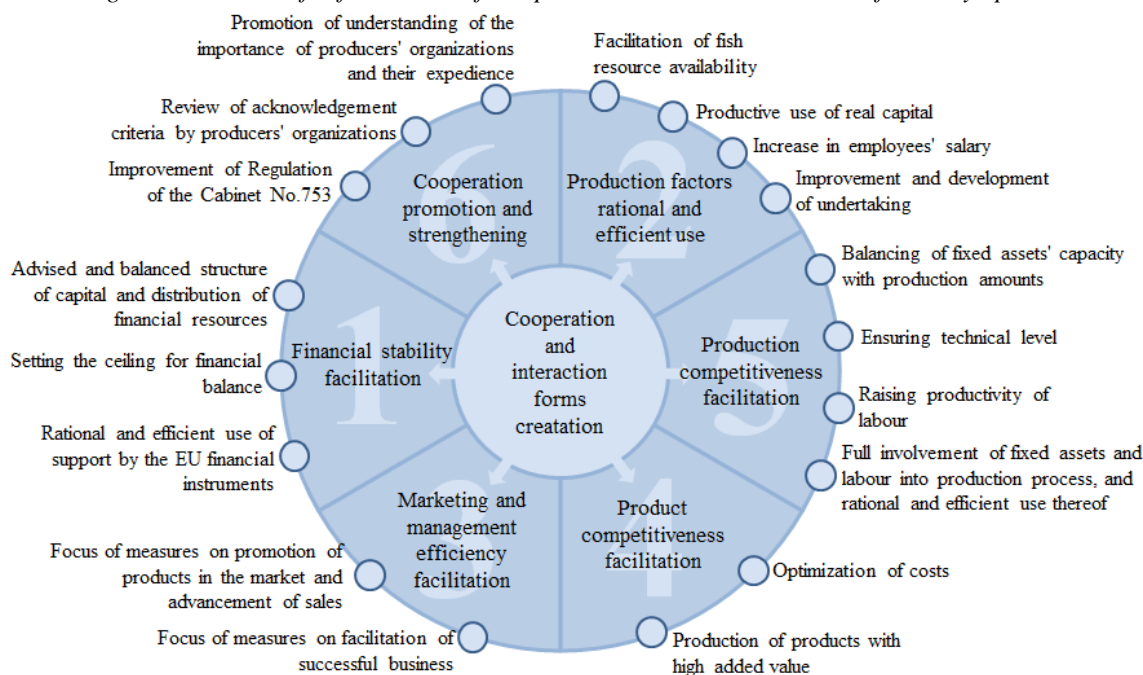 Promotion of understanding of the
importance of producers' organizations
and their expedience
Review of acknowledgement
criteria by producers' organizations
Improvement of Regulation
of the Cabinet No.753
6
Cooperation
promotion and
strengthening
Facilitation of fish
resource availability
Productive use of real capital
Increase in employees' salary
Improvement and development
of undertaking
2
Production factors
rational and
efficient use
Advised and balanced structure
of capital and distribution of
financial resources
Setting the ceiling for financial
balance
Rational and efficient use of
support by the EU financial
instruments
1
Financial stability
facilitation
Cooperation
and
interaction
forms
creatation
5
Production
competitiveness
facilitation
Balancing of fixed assets' capacity
with production amounts
Ensuring technical level
Raising productivity of
labour
Full involvement of fixed assets and
labour into production process, and
rational and efficient use thereof
3
Marketing and
management
efficiency
facilitation
Focus of measures on promotion of
products in the market and
advancement of sales
Focus of measures on facilitation of
successful business
4
Product
competitiveness
facilitation
Optimization of costs
Production of products with
high added value